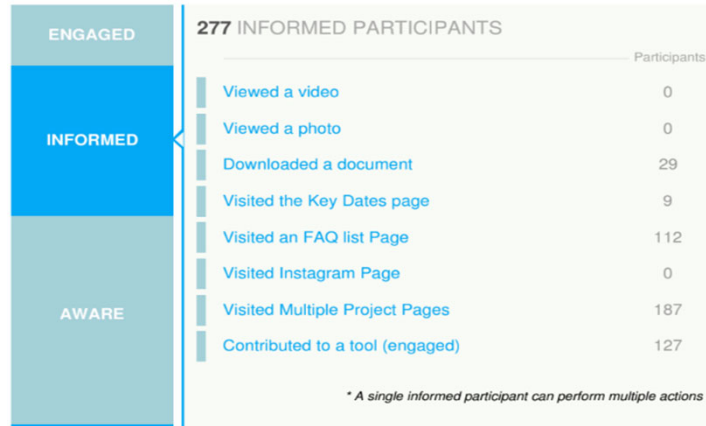 ENGAGED
INFORMED
AWARE
277 INFORMED PARTICIPANTS
Participants
Viewed a video 0
Viewed a photo 0
Downloaded a document 29
Visited the Key Dates page 9
Visited an FAQ list Page 112
Visited Instagram Page 0
Visited Multiple Project Pages 187
Contributed to a tool (engaged) 127
* A single informed participant can perform multiple actions